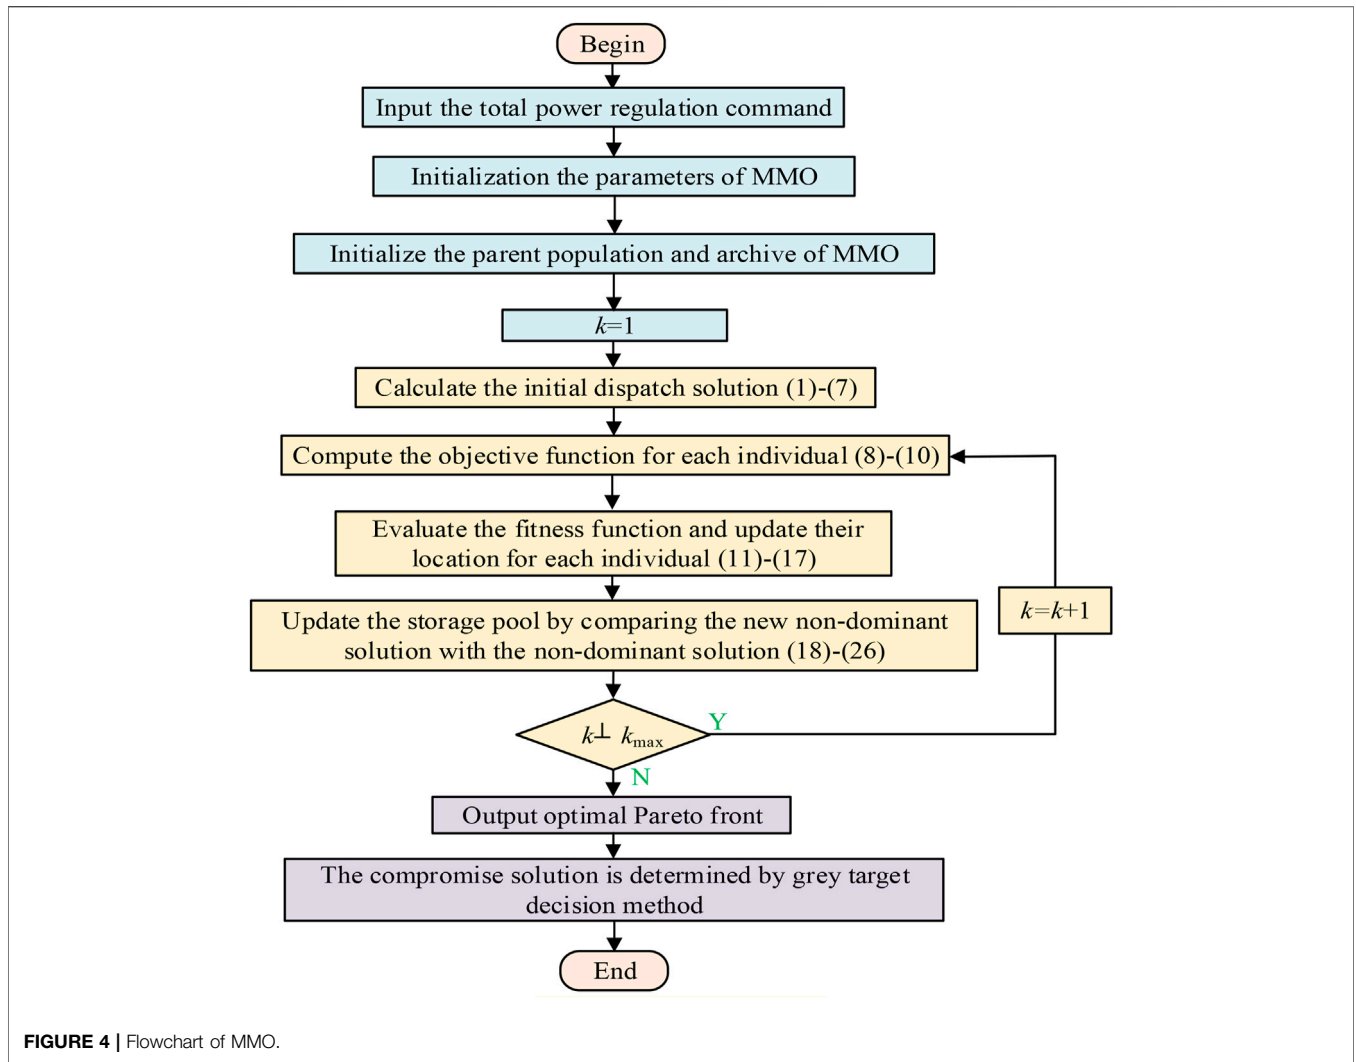 Begin
Input the total power regulation command
Initialization the parameters of MMO
Initialize the parent population and archive of MMO
k=1
Calculate the initial dispatch solution (1)-(7)
Compute the objective function for each individual (8)-(10)
Evaluate the fitness function and update their
location for each individual (11)-(17)
Update the storage pool by comparing the new non-dominant
solution with the non-dominant solution (18)-(26)
k=k+1
k⊥ kmax
Y
N
Output optimal Pareto front
The compromise solution is determined by grey target
decision method
End
FIGURE 4 | Flowchart of MMO.